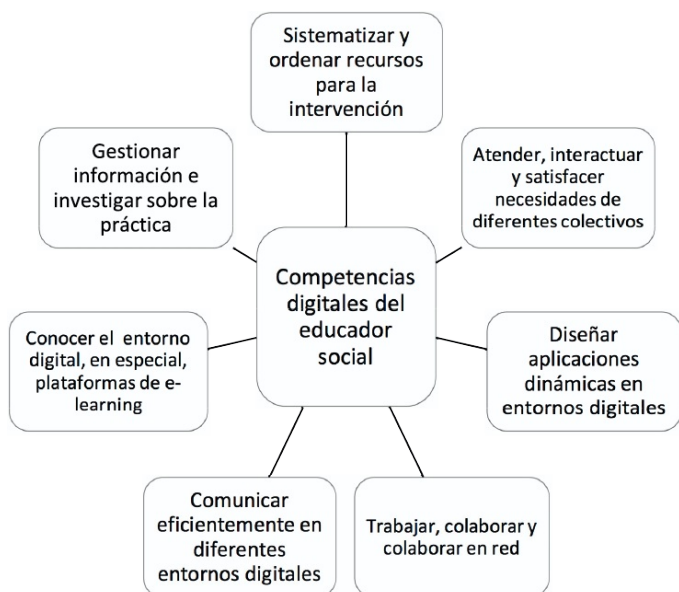 Sistematizar y
ordenar recursos
para la
intervención
Gestionar
información e
investigar sobre la
práctica
Atender, interactuar
y satisfacer
necesidades de
diferentes colectivos
Competencias
digitales del
educador
social
Conocer el entorno
digital, en especial,
plataformas de e-
learning
Diseñar
aplicaciones
dinámicas en
entornos digitales
Comunicar
eficientemente en
diferentes
entornos digitales
Trabajar, colaborar y
colaborar en red